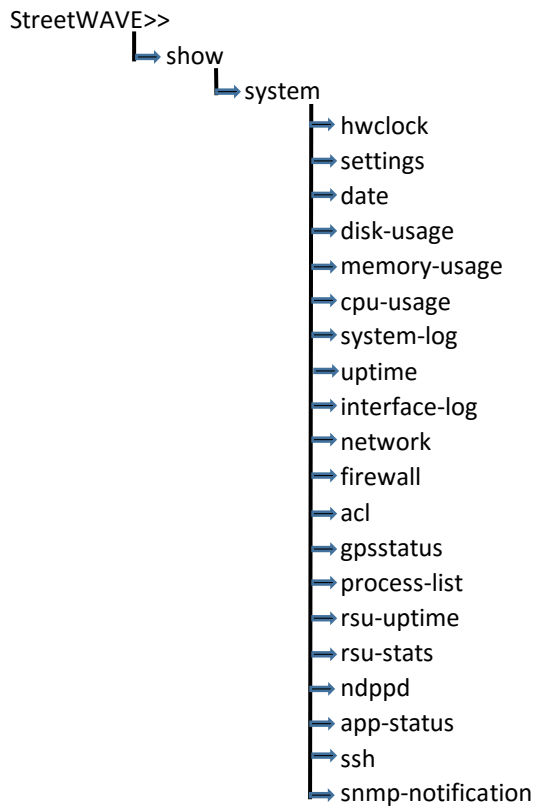 StreetWAVE>>
show
system
hwclock
settings
date
disk-usage
memory-usage
cpu-usage
system-log
uptime
interface-log
network
firewall
acl
gpsstatus
process-list
rsu-uptime
rsu-stats
ndppd
app-status
ssh
snmp-notification